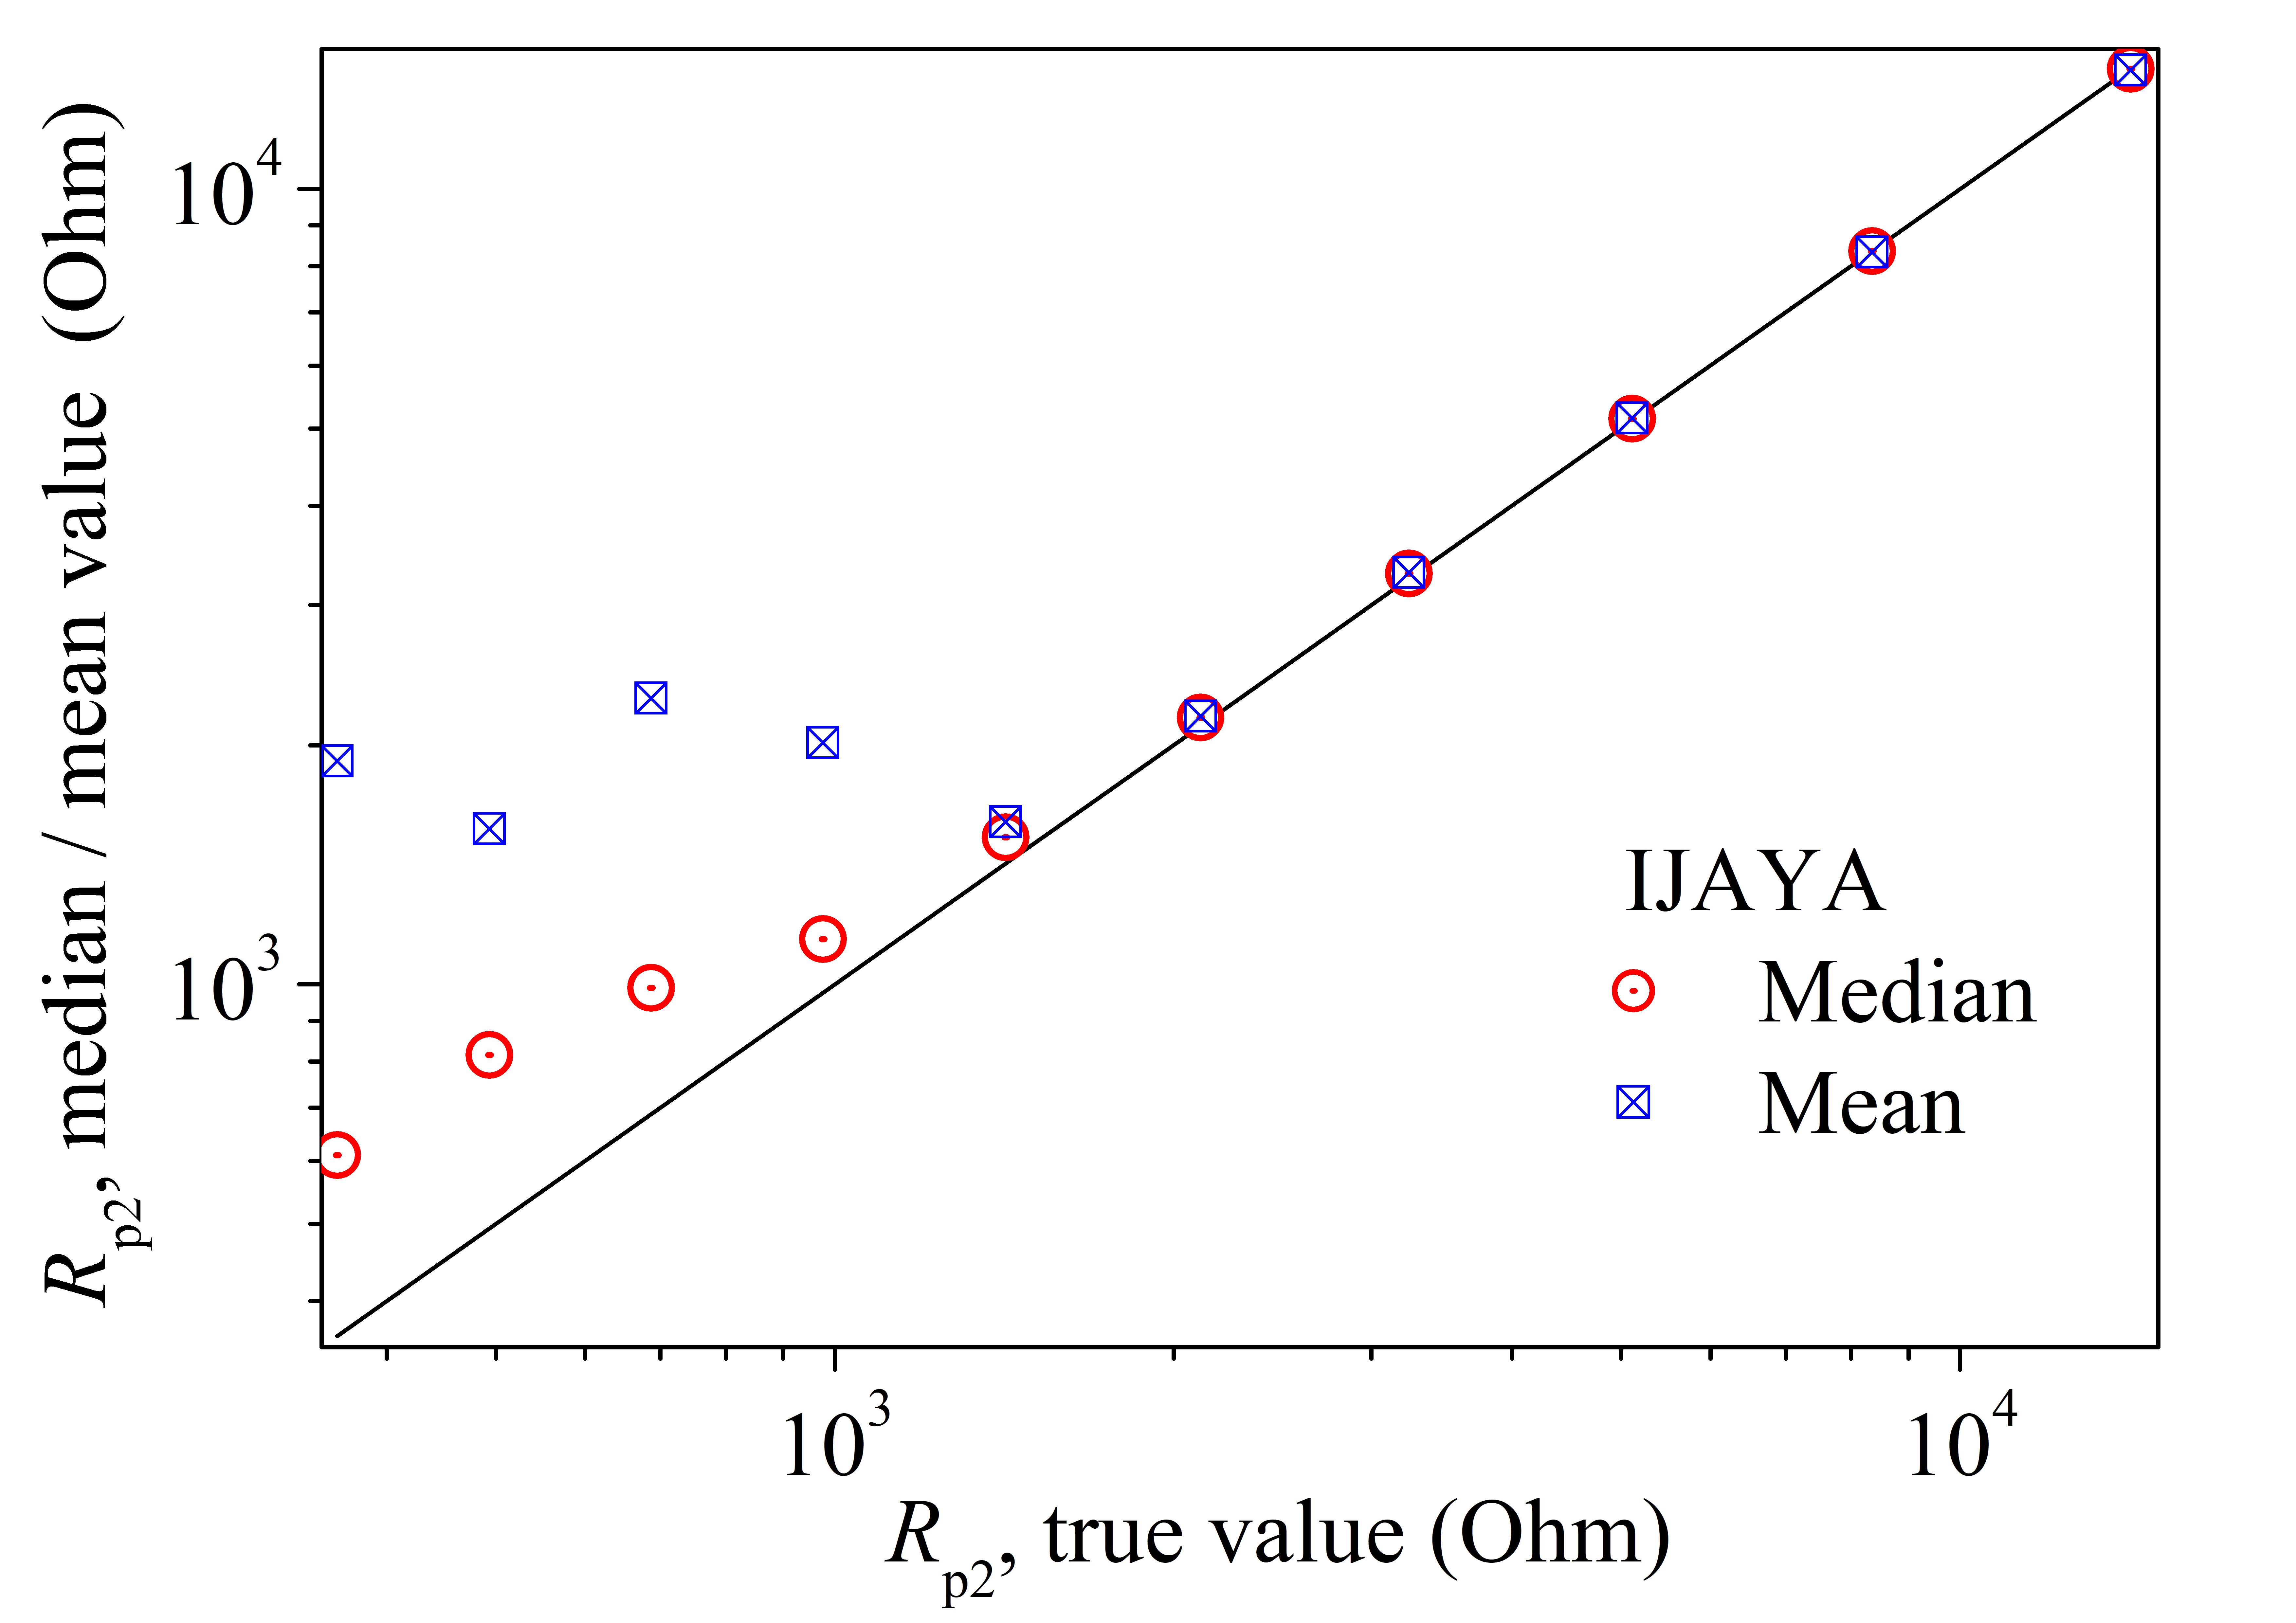 R_p2, median / mean value (Ohm)
10^4
10^3
IJAYA
Median
Mean
10^3
10^4
R_p2, true value (Ohm)